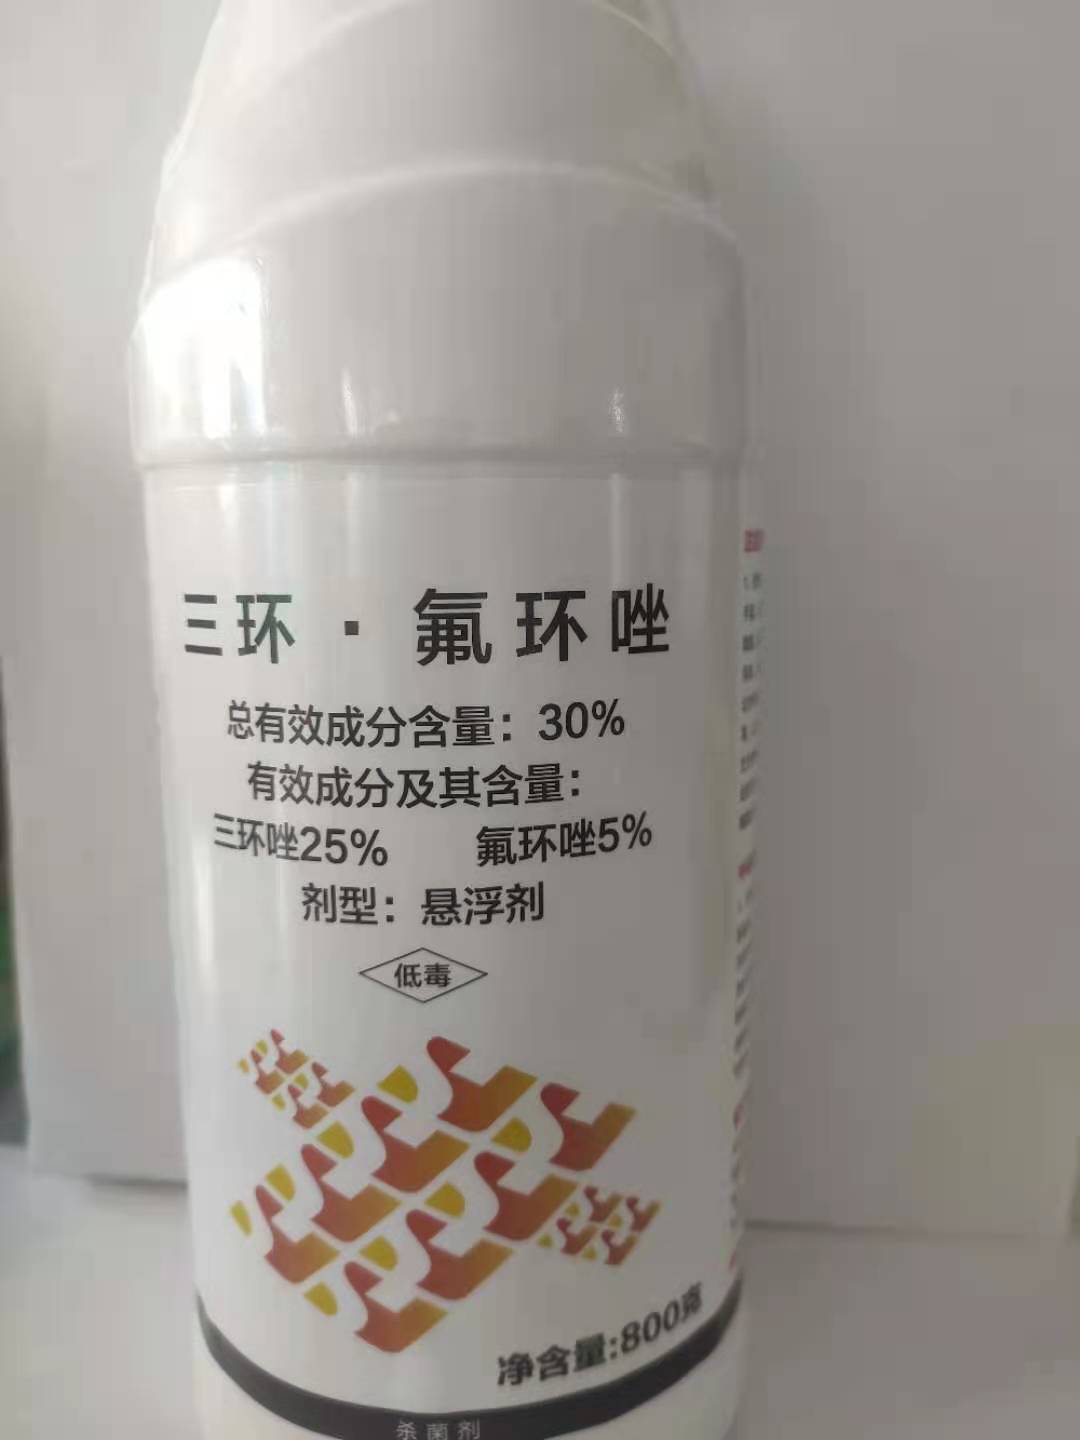 三环·氟环唑
总有效成分含量：30%
有效成分及其含量：
三环唑25% 氟环唑5%
剂型：悬浮剂
低毒
净含量:800克
杀菌剂